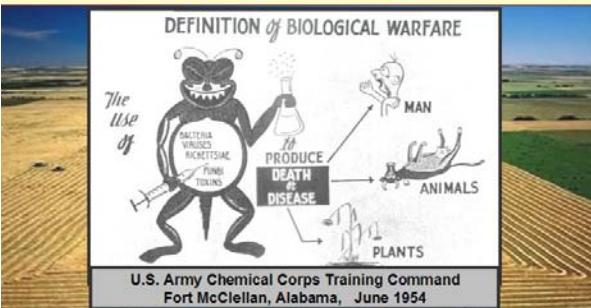 DEFINITION of BIOLOGICAL WARFARE
The
use
of
BACTERIA
VIRUSES
RICKETTSIAE
FUNGI
TOXINS
to
PRODUCE
DEATH
or
DISEASE
MAN
ANIMALS
PLANTS
U.S. Army Chemical Corps Training Command
Fort McClellan, Alabama, June 1954